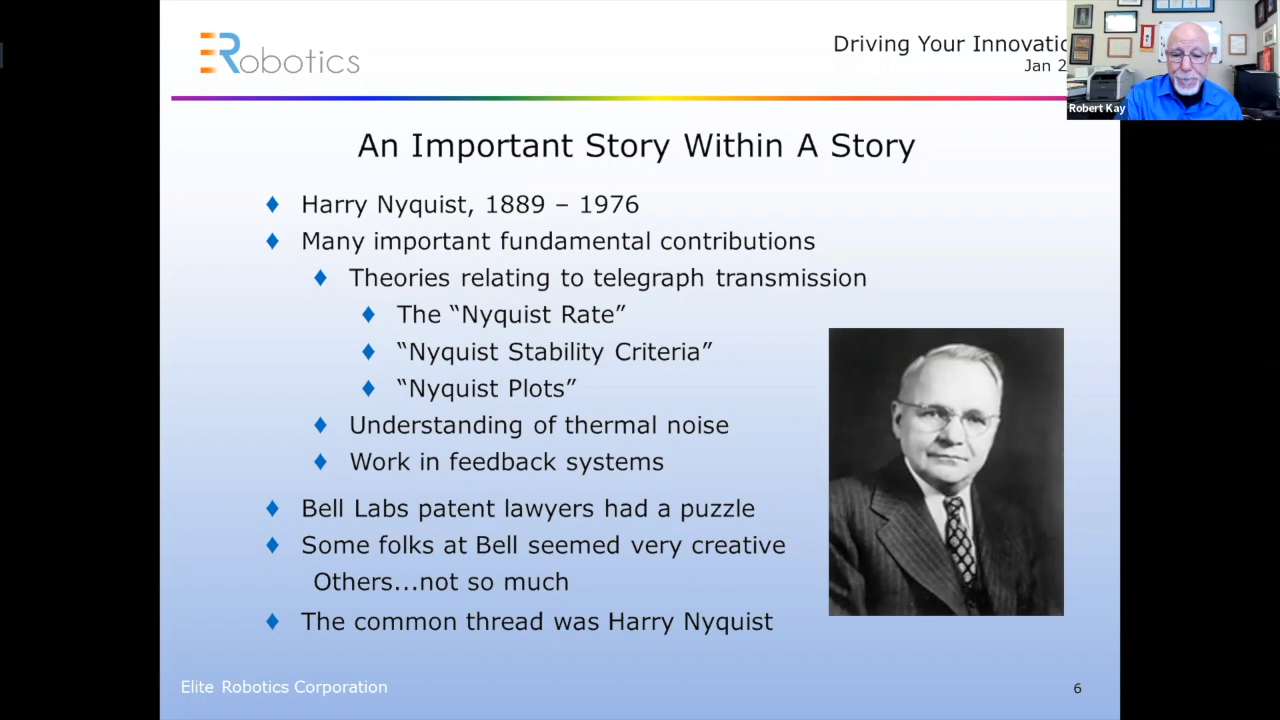 ERobotics
Driving Your Innovatio
Jan 2
Robert Kay
An Important Story Within A Story
♦ Harry Nyquist, 1889 – 1976
♦ Many important fundamental contributions
♦ Theories relating to telegraph transmission
♦ The “Nyquist Rate”
♦ “Nyquist Stability Criteria”
♦ “Nyquist Plots”
♦ Understanding of thermal noise
♦ Work in feedback systems
♦ Bell Labs patent lawyers had a puzzle
♦ Some folks at Bell seemed very creative
Others...not so much
♦ The common thread was Harry Nyquist
Elite Robotics Corporation
6